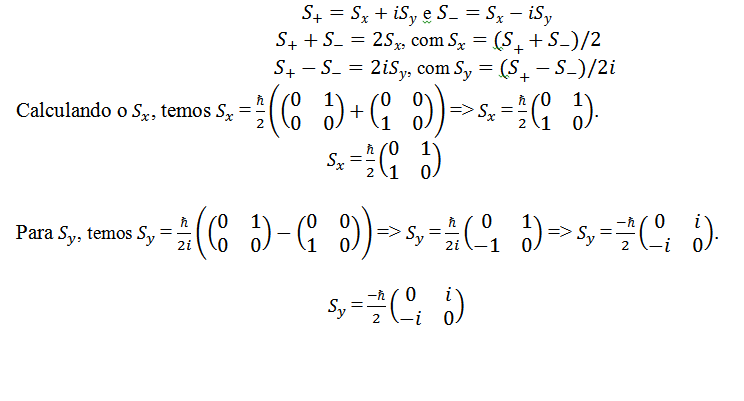 S₊ = Sₓ + iS_y e S₋ = Sₓ − iS_y
S₊ + S₋ = 2Sₓ, com Sₓ = (S₊ + S₋)/2
S₊ − S₋ = 2iS_y, com S_y = (S₊ − S₋)/2i
Calculando o Sₓ, temos Sₓ = ħ/2 ((0 1; 0 0) + (0 0; 1 0)) => Sₓ = ħ/2 (0 1; 1 0).
Sₓ = ħ/2 (0 1; 1 0)
Para S_y, temos S_y = ħ/2i ((0 1; 0 0) − (0 0; 1 0)) => S_y = ħ/2i (0 1; −1 0) => S_y = −ħ/2 (0 i; −i 0).
S_y = −ħ/2 (0 i; −i 0)